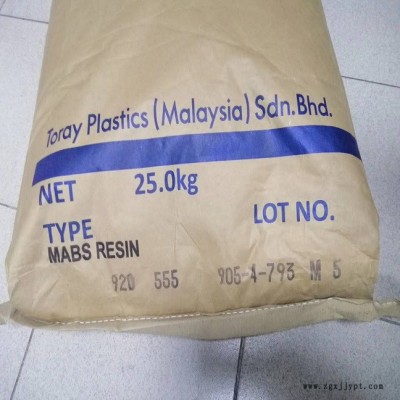 Toray Plastics (Malaysia) Sdn.Bhd.
NET 25.0kg
TYPE LOT NO.
MABS RESIN
920 555 905-4-793 M 5
www.zgxjjypt.com